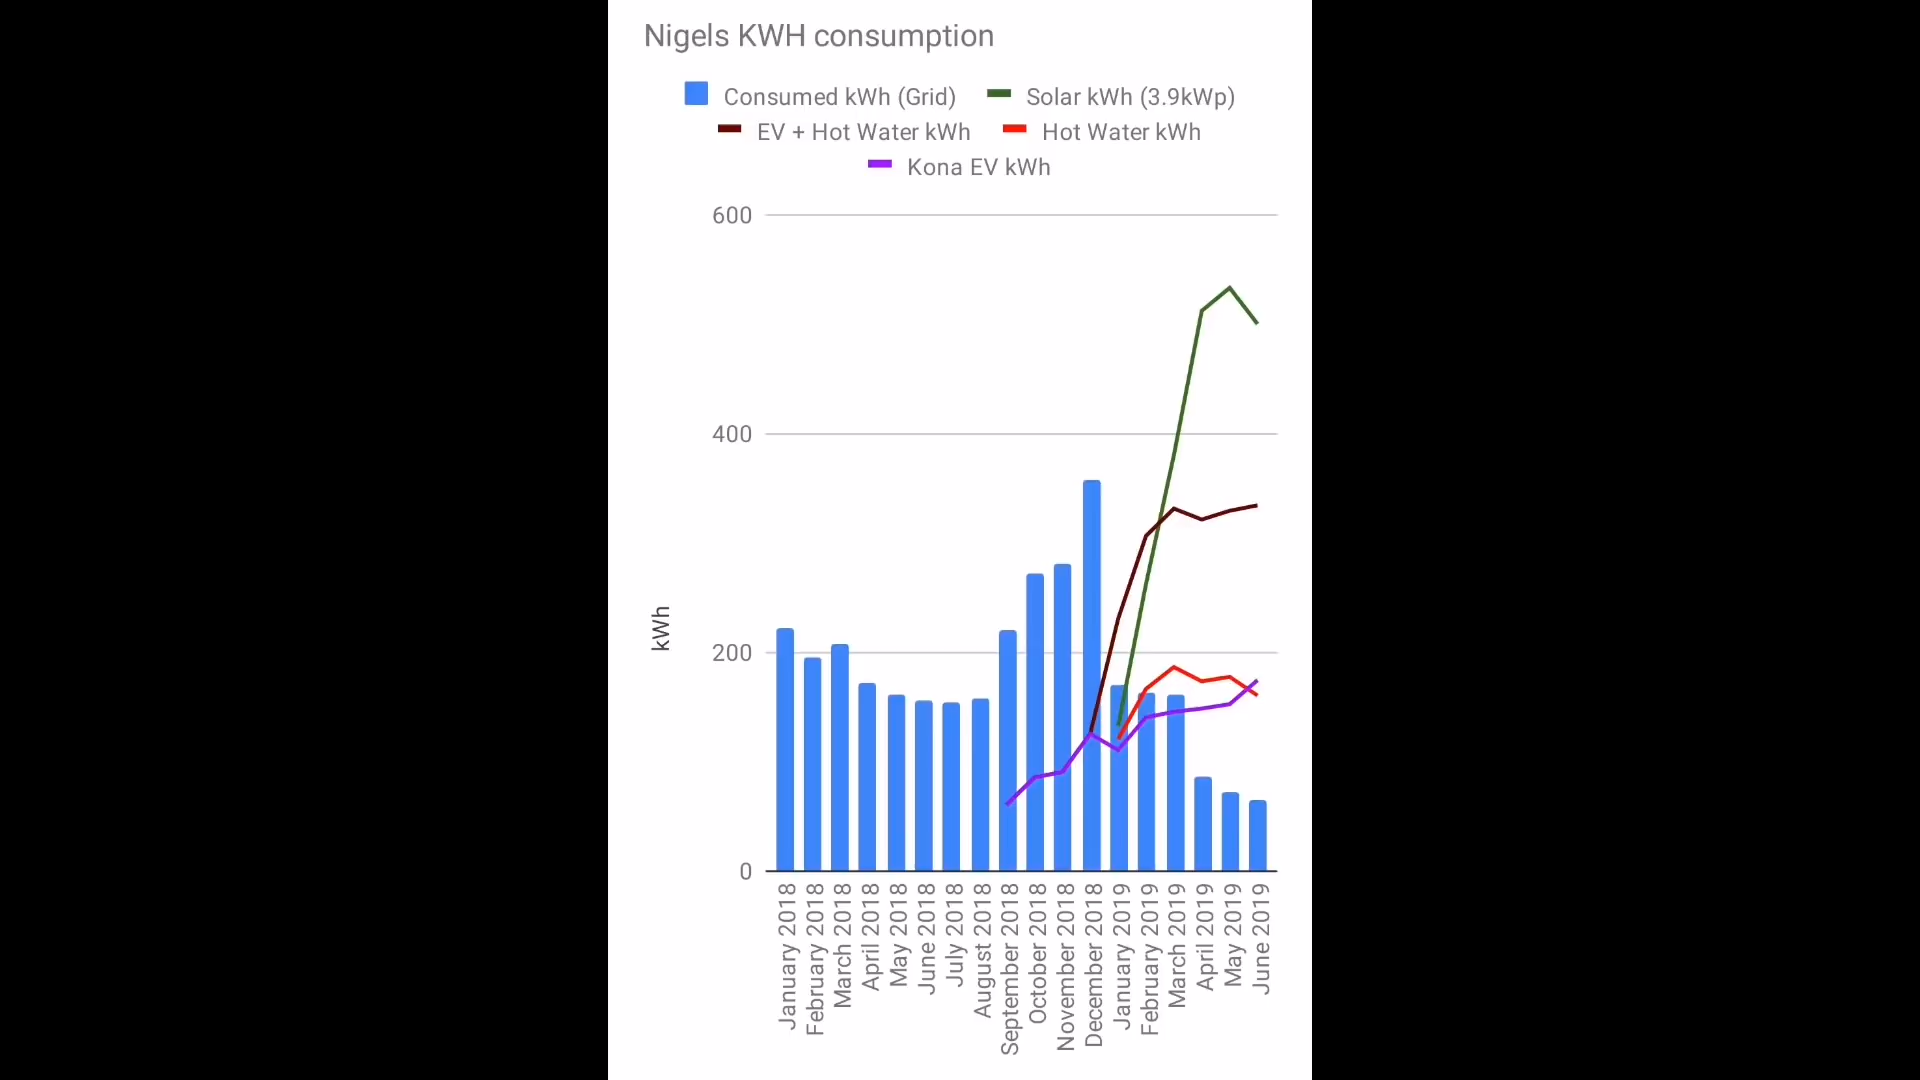 Nigels KWH consumption
Consumed kWh (Grid) Solar kWh (3.9kWp)
EV + Hot Water kWh Hot Water kWh
Kona EV kWh
600
400
200
0
kWh
January 2018
February 2018
March 2018
April 2018
May 2018
June 2018
July 2018
August 2018
September 2018
October 2018
November 2018
December 2018
January 2019
February 2019
March 2019
April 2019
May 2019
June 2019